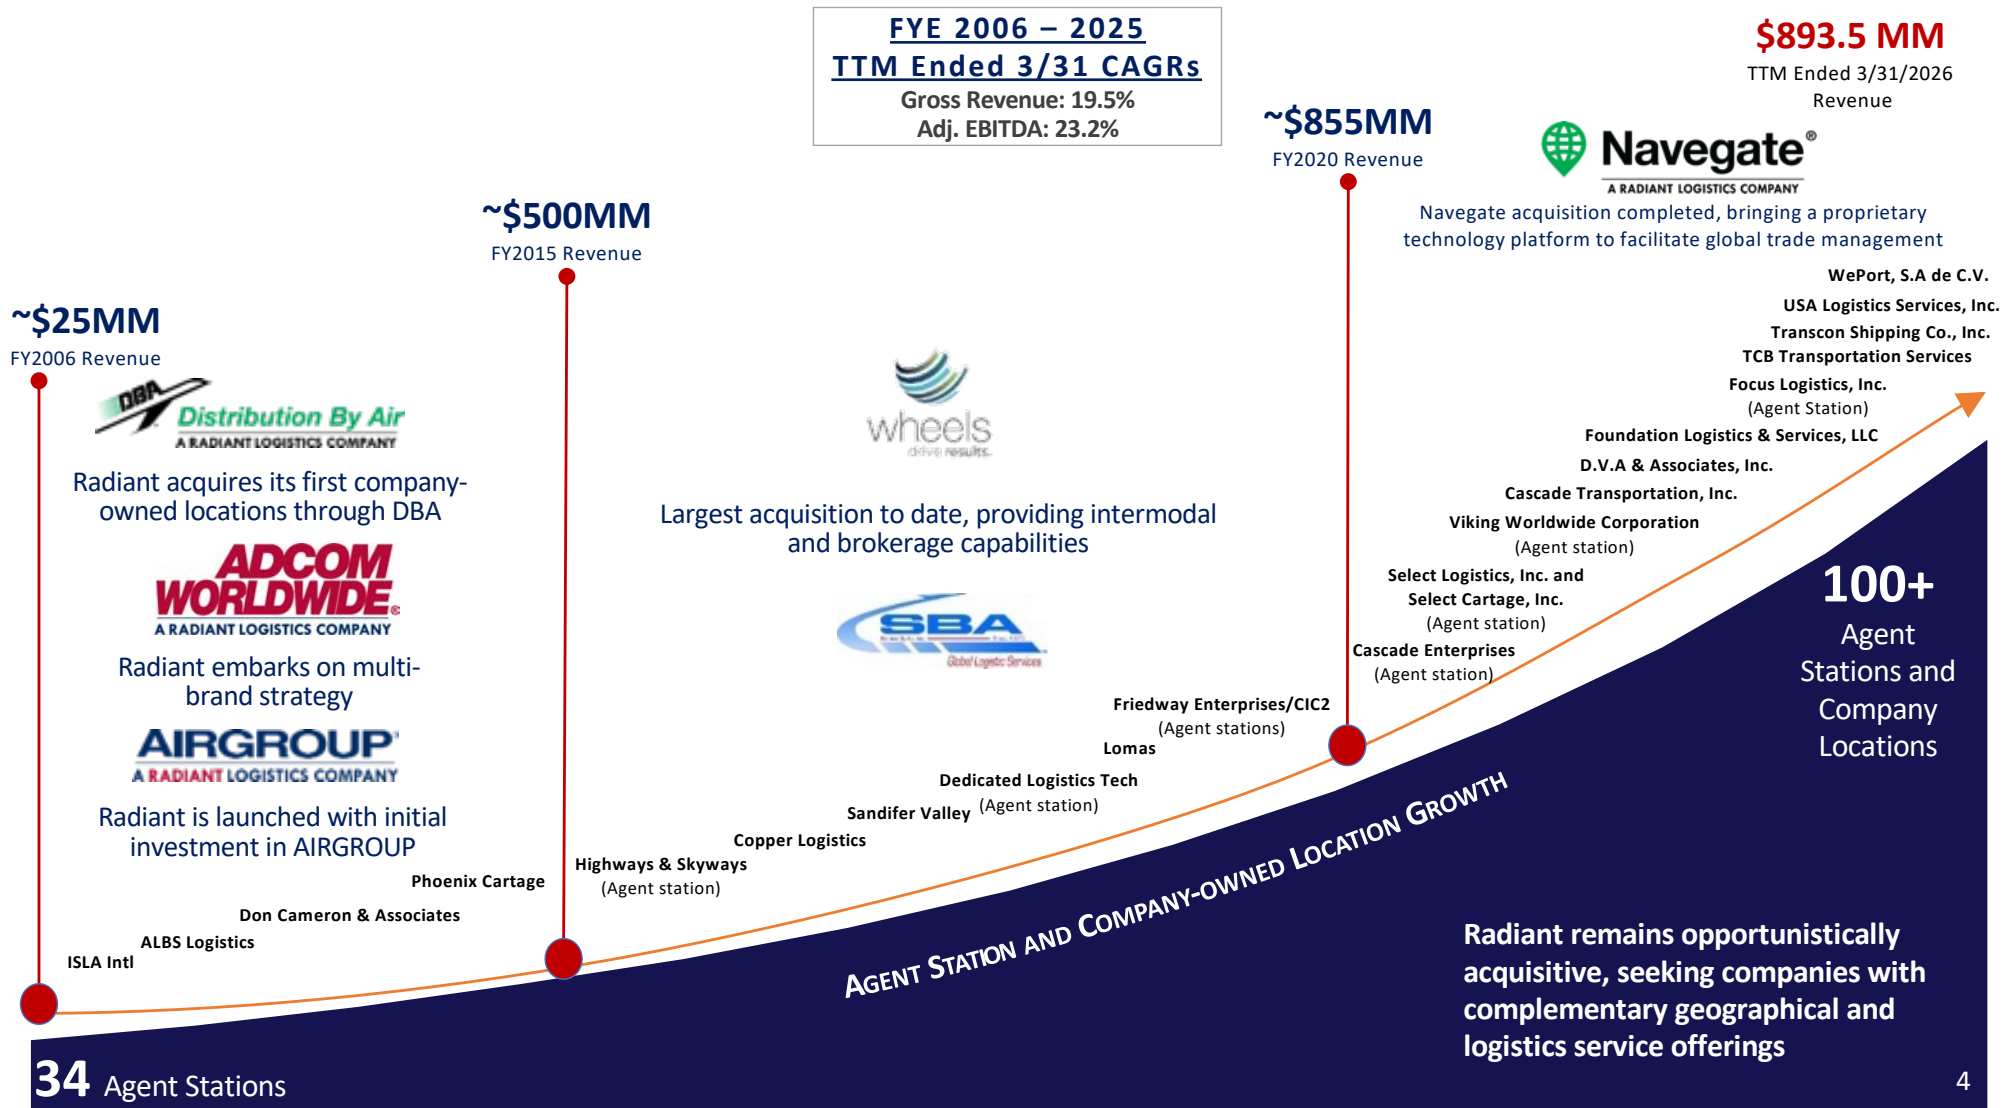 FYE 2006 – 2025
TTM Ended 3/31 CAGRs
Gross Revenue: 19.5%
Adj. EBITDA: 23.2%
$893.5 MM
TTM Ended 3/31/2026
Revenue
~$855MM
FY2020 Revenue
Navegate®
A RADIANT LOGISTICS COMPANY
Navegate acquisition completed, bringing a proprietary
technology platform to facilitate global trade management
~$500MM
FY2015 Revenue
~$25MM
FY2006 Revenue
DBA
Distribution By Air
A RADIANT LOGISTICS COMPANY
Radiant acquires its first company-
owned locations through DBA
ADCOM
WORLDWIDE®
A RADIANT LOGISTICS COMPANY
Radiant embarks on multi-
brand strategy
AIRGROUP
A RADIANT LOGISTICS COMPANY
Radiant is launched with initial
investment in AIRGROUP
wheels
drive results.
Largest acquisition to date, providing intermodal
and brokerage capabilities
SBA
Global Logistic Services
WePort, S.A de C.V.
USA Logistics Services, Inc.
Transcon Shipping Co., Inc.
TCB Transportation Services
Focus Logistics, Inc.
(Agent Station)
Foundation Logistics & Services, LLC
D.V.A & Associates, Inc.
Cascade Transportation, Inc.
Viking Worldwide Corporation
(Agent station)
Select Logistics, Inc. and
Select Cartage, Inc.
(Agent station)
Cascade Enterprises
(Agent station)
Friedway Enterprises/CIC2
(Agent stations)
Lomas
Dedicated Logistics Tech
(Agent station)
Sandifer Valley
Copper Logistics
Highways & Skyways
(Agent station)
Phoenix Cartage
Don Cameron & Associates
ALBS Logistics
ISLA Intl
AGENT STATION AND COMPANY-OWNED LOCATION GROWTH
100+
Agent
Stations and
Company
Locations
Radiant remains opportunistically
acquisitive, seeking companies with
complementary geographical and
logistics service offerings
34 Agent Stations
4